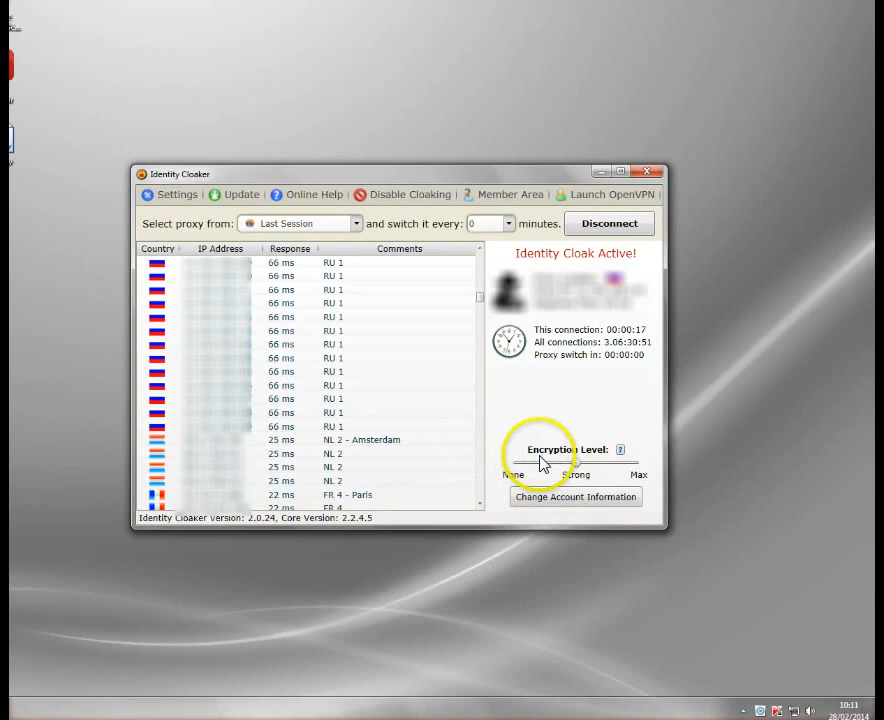 Identity Cloaker
Settings Update Online Help Disable Cloaking Member Area Launch OpenVPN
Select proxy from: Last Session and switch it every: 0 minutes. Disconnect
Country IP Address Response Comments
66 ms RU 1
66 ms RU 1
66 ms RU 1
66 ms RU 1
66 ms RU 1
66 ms RU 1
66 ms RU 1
66 ms RU 1
66 ms RU 1
66 ms RU 1
66 ms RU 1
66 ms RU 1
66 ms RU 1
25 ms NL 2 - Amsterdam
25 ms NL 2
25 ms NL 2
25 ms NL 2
22 ms FR 4 - Paris
22 ms FR 4
Identity Cloaker Version: 2.0.24, Core Version: 2.2.4.5
Identity Cloak Active!
This connection: 00:00:17
All connections: 3.06:30:51
Proxy switch in: 00:00:00
Encryption Level: ?
None Strong Max
Change Account Information
10:11
28/02/2014